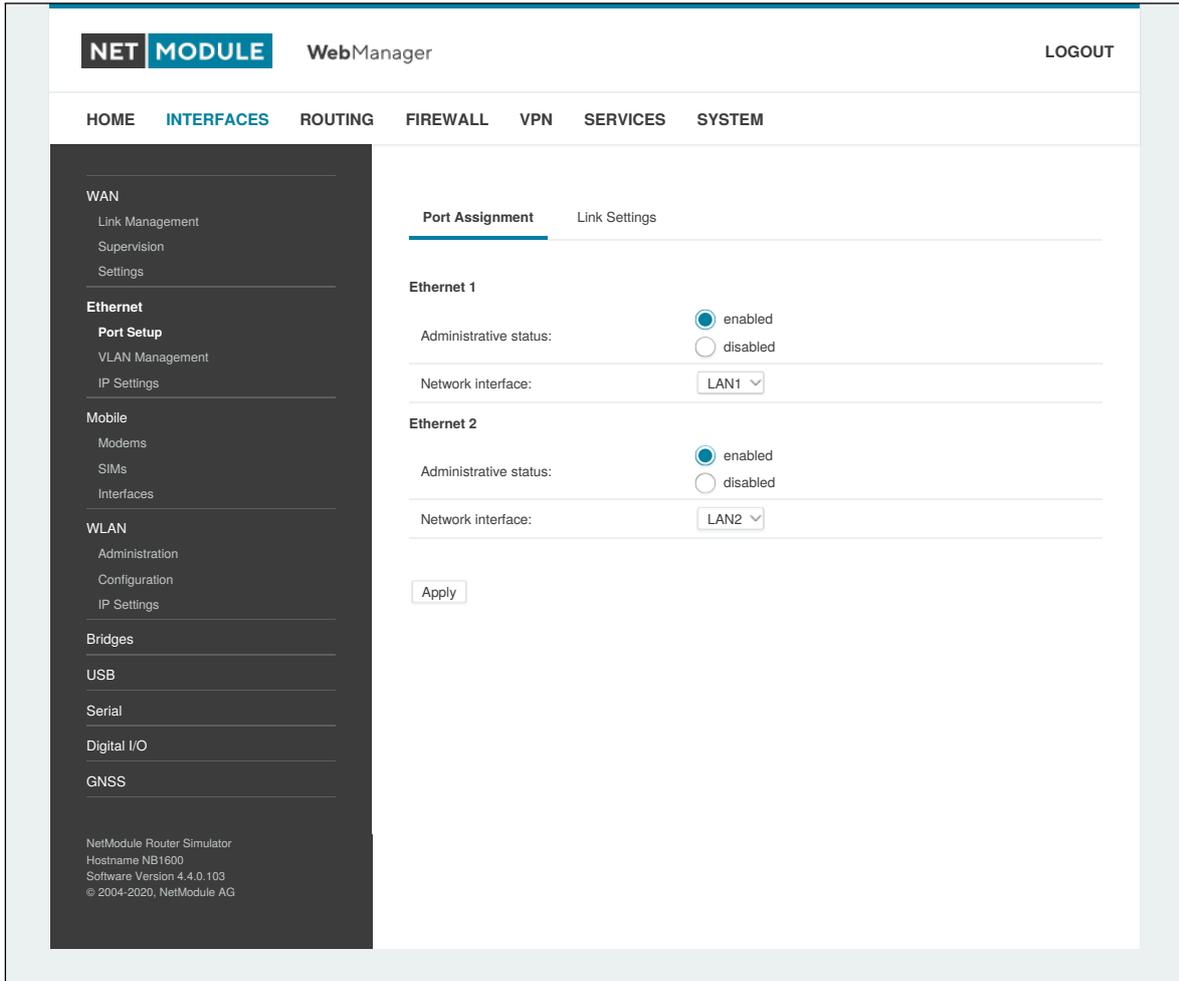 NET MODULE WebManager LOGOUT
HOME INTERFACES ROUTING FIREWALL VPN SERVICES SYSTEM
WAN
Link Management
Supervision
Settings
Ethernet
Port Setup
VLAN Management
IP Settings
Mobile
Modems
SIMs
Interfaces
WLAN
Administration
Configuration
IP Settings
Bridges
USB
Serial
Digital I/O
GNSS
NetModule Router Simulator
Hostname NB1600
Software Version 4.4.0.103
© 2004-2020, NetModule AG
Port Assignment Link Settings
Ethernet 1
Administrative status:
enabled
disabled
Network interface: LAN1
Ethernet 2
Administrative status:
enabled
disabled
Network interface: LAN2
Apply